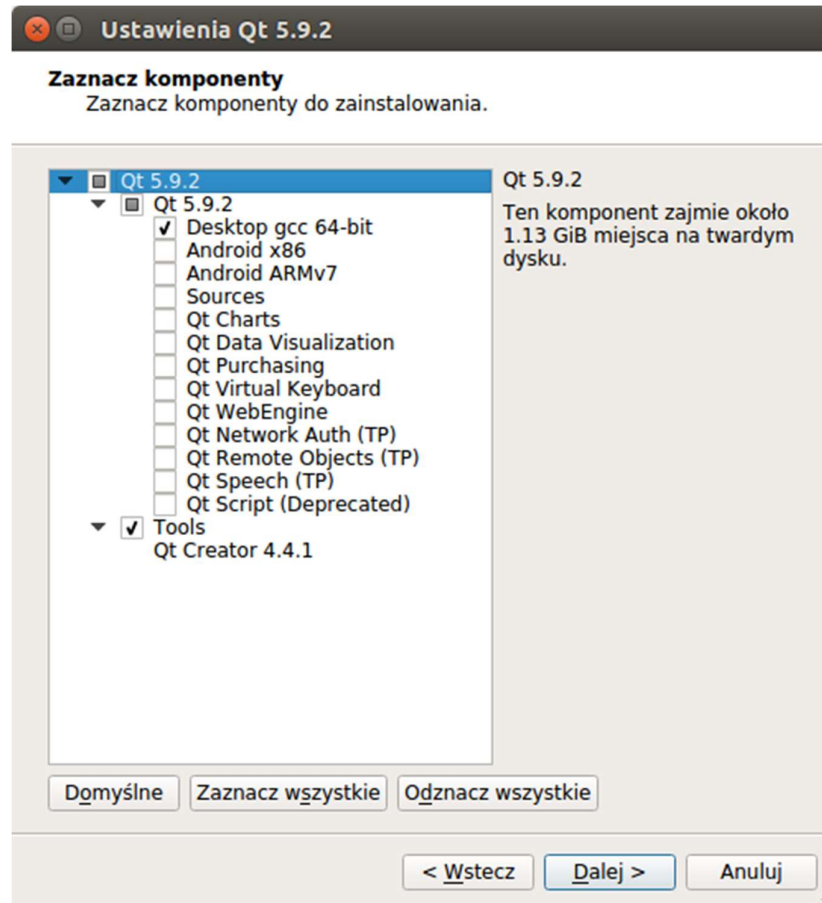 Ustawienia Qt 5.9.2
Zaznacz komponenty
Zaznacz komponenty do zainstalowania.
Qt 5.9.2
Qt 5.9.2
Desktop gcc 64-bit
Android x86
Android ARMv7
Sources
Qt Charts
Qt Data Visualization
Qt Purchasing
Qt Virtual Keyboard
Qt WebEngine
Qt Network Auth (TP)
Qt Remote Objects (TP)
Qt Speech (TP)
Qt Script (Deprecated)
Tools
Qt Creator 4.4.1
Qt 5.9.2
Ten komponent zajmie około
1.13 GiB miejsca na twardym
dysku.
Domyślne Zaznacz wszystkie Odznacz wszystkie
< Wstecz Dalej > Anuluj